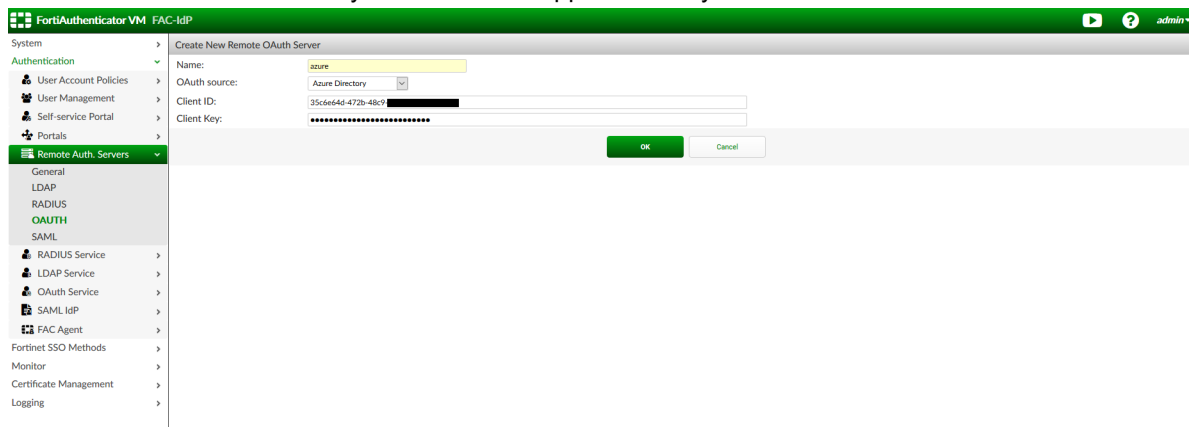 FortiAuthenticator VM FAC-IdP
admin
System
Authentication
User Account Policies
User Management
Self-service Portal
Portals
Remote Auth. Servers
General
LDAP
RADIUS
OAUTH
SAML
RADIUS Service
LDAP Service
OAuth Service
SAML IdP
FAC Agent
Fortinet SSO Methods
Monitor
Certificate Management
Logging
Create New Remote OAuth Server
Name: azure
OAuth source: Azure Directory
Client ID: 35c6e64d-472b-48c9-
Client Key: •••••••••••••••••••••••••
OK Cancel